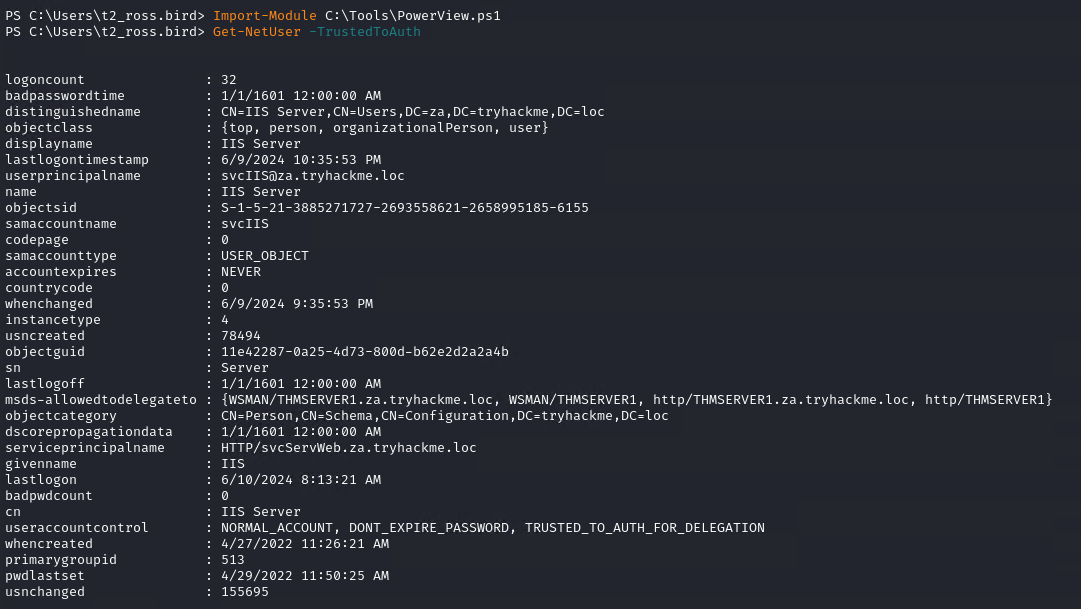 PS C:\Users\t2_ross.bird> Import-Module C:\Tools\PowerView.ps1
PS C:\Users\t2_ross.bird> Get-NetUser -TrustedToAuth
logoncount : 32
badpasswordtime : 1/1/1601 12:00:00 AM
distinguishedname : CN=IIS Server,CN=Users,DC=za,DC=tryhackme,DC=loc
objectclass : {top, person, organizationalPerson, user}
displayname : IIS Server
lastlogontimestamp : 6/9/2024 10:35:53 PM
userprincipalname : svcIIS@za.tryhackme.loc
name : IIS Server
objectsid : S-1-5-21-3885271727-2693558621-2658995185-6155
samaccountname : svcIIS
codepage : 0
samaccounttype : USER_OBJECT
accountexpires : NEVER
countrycode : 0
whenchanged : 6/9/2024 9:35:53 PM
instancetype : 4
usncreated : 78494
objectguid : 11e42287-0a25-4d73-800d-b62e2d2a2a4b
sn : Server
lastlogoff : 1/1/1601 12:00:00 AM
msds-allowedtodelegateto : {WSMAN/THMSERVER1.za.tryhackme.loc, WSMAN/THMSERVER1, http/THMSERVER1.za.tryhackme.loc, http/THMSERVER1}
objectcategory : CN=Person,CN=Schema,CN=Configuration,DC=tryhackme,DC=loc
dscorepropagationdata : 1/1/1601 12:00:00 AM
serviceprincipalname : HTTP/svcServWeb.za.tryhackme.loc
givenname : IIS
lastlogon : 6/10/2024 8:13:21 AM
badpwdcount : 0
cn : IIS Server
useraccountcontrol : NORMAL_ACCOUNT, DONT_EXPIRE_PASSWORD, TRUSTED_TO_AUTH_FOR_DELEGATION
whencreated : 4/27/2022 11:26:21 AM
primarygroupid : 513
pwdlastset : 4/29/2022 11:50:25 AM
usnchanged : 155695